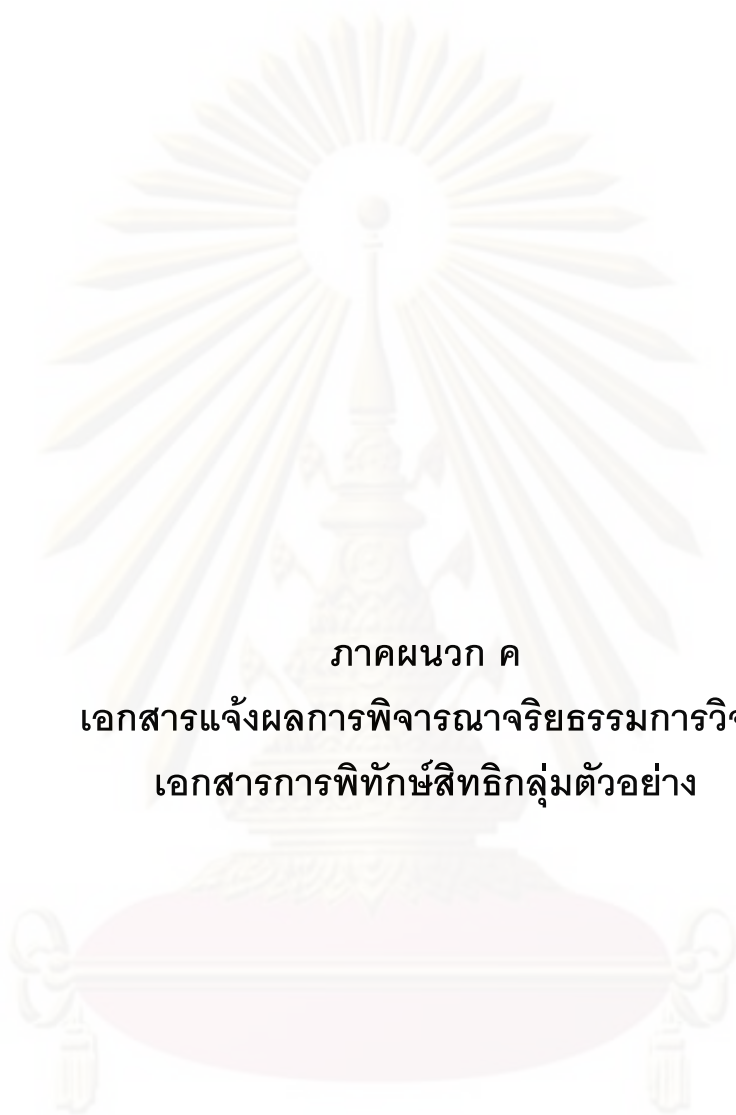 ภาคผนวก ค
เอกสารแจ้งผลการพิจารณาจริยธรรมการวิจ
เอกสารการพิทักษ์สิทธิกลุ่มตัวอย่าง